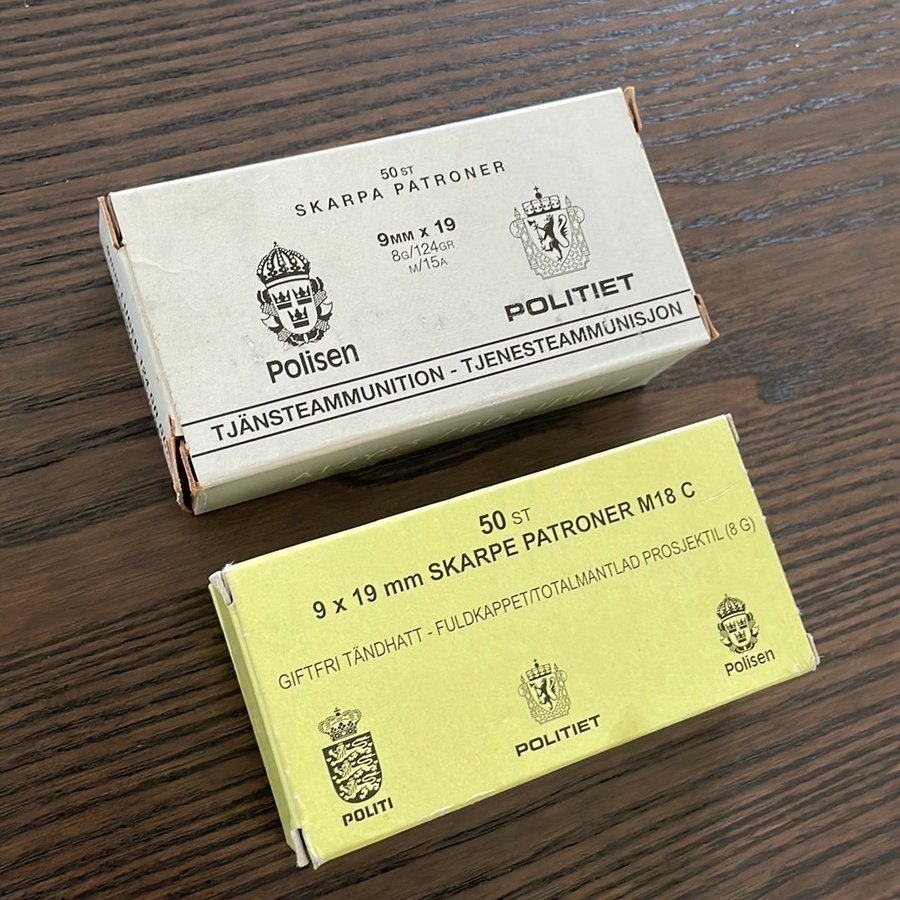 50 ST
SKARPA PATRONER
9MM X 19
8G/124GR
M/15A
Polisen
POLITIET
TJÄNSTEAMMUNITION - TJENESTEAMMUNISJON
50 ST
9 x 19 mm SKARPE PATRONER M18 C
GIFTFRI TÄNDHATT - FULDKAPPET/TOTALMANTLAD PROSJEKTIL (8 G)
POLITI
POLITIET
Polisen